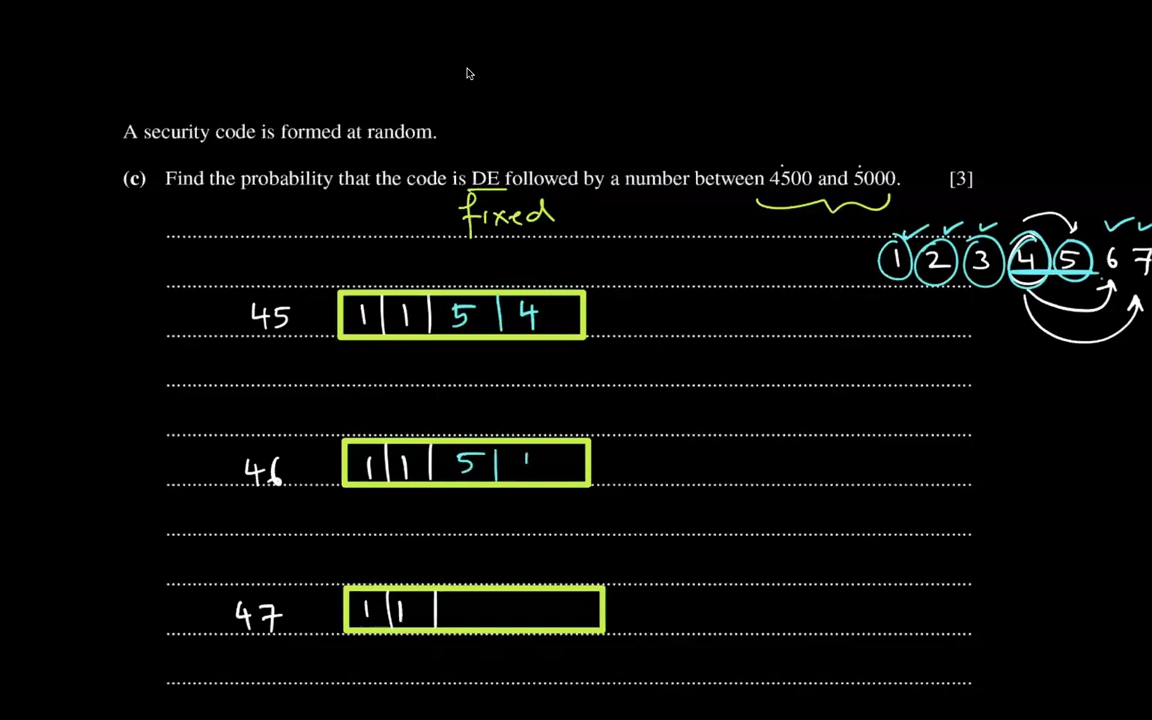 A security code is formed at random.
(c) Find the probability that the code is DE followed by a number between 4500 and 5000. [3]
fixed
1 2 3 4 5 6 7
45 1 1 5 4
46 1 1 5
47 1 1